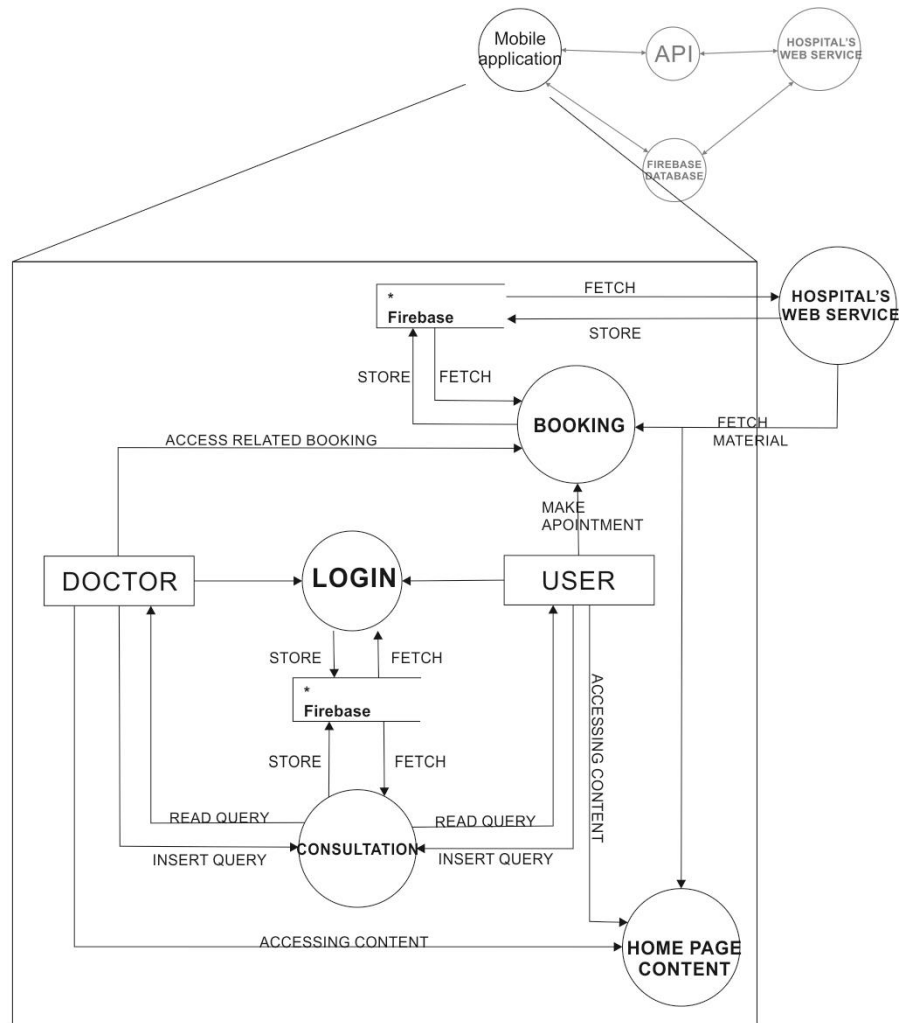 Mobile
application
API
HOSPITAL'S
WEB SERVICE
FIREBASE
DATABASE
*
Firebase
FETCH
STORE
HOSPITAL'S
WEB SERVICE
STORE
FETCH
BOOKING
FETCH
MATERIAL
ACCESS RELATED BOOKING
MAKE
APOINTMENT
DOCTOR
LOGIN
USER
STORE
FETCH
*
Firebase
STORE
FETCH
ACCESSING CONTENT
READ QUERY
READ QUERY
CONSULTATION
INSERT QUERY
INSERT QUERY
ACCESSING CONTENT
HOME PAGE
CONTENT